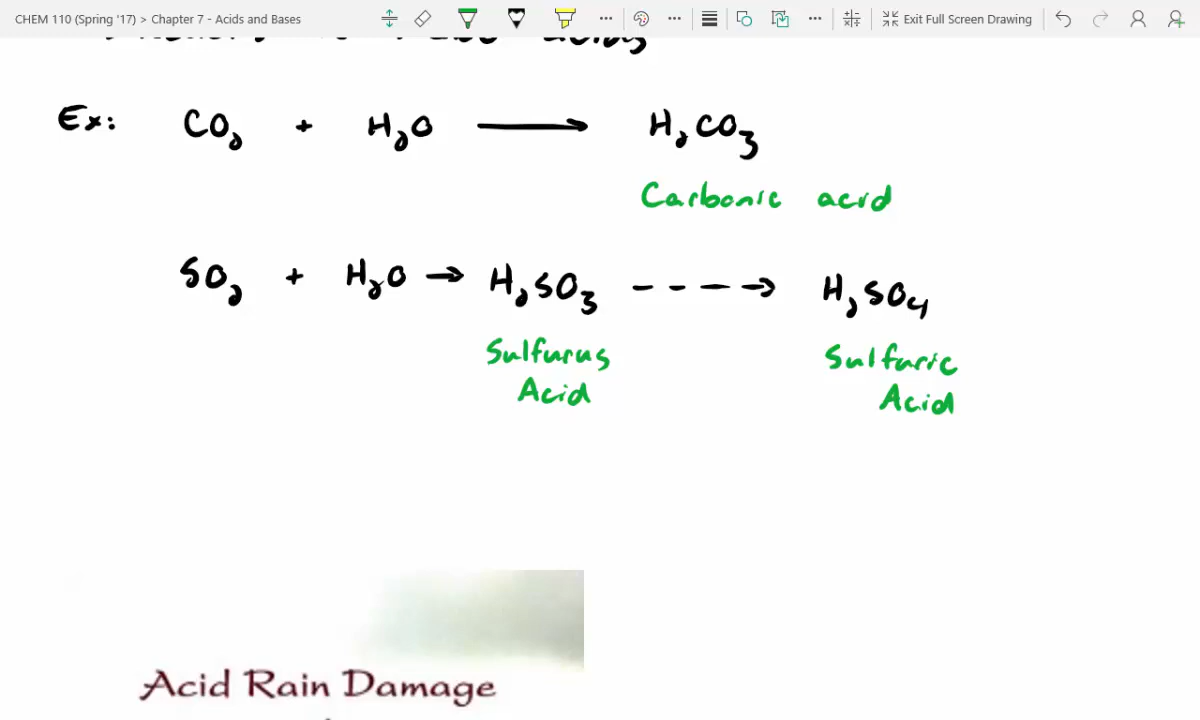 CHEM 110 (Spring '17) > Chapter 7 - Acids and Bases
Exit Full Screen Drawing
acids
Ex: CO₂ + H₂O ⟶ H₂CO₃
Carbonic acid
SO₂ + H₂O → H₂SO₃ ----> H₂SO₄
Sulfurus Sulfuric
Acid Acid
Acid Rain Damage